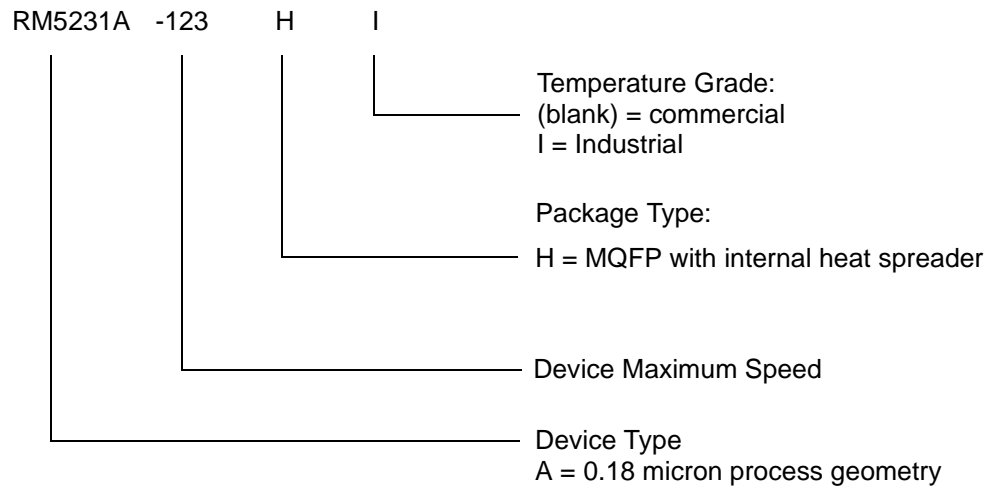 RM5231A -123 H I
Temperature Grade:
(blank) = commercial
I = Industrial
Package Type:
H = MQFP with internal heat spreader
Device Maximum Speed
Device Type
A = 0.18 micron process geometry